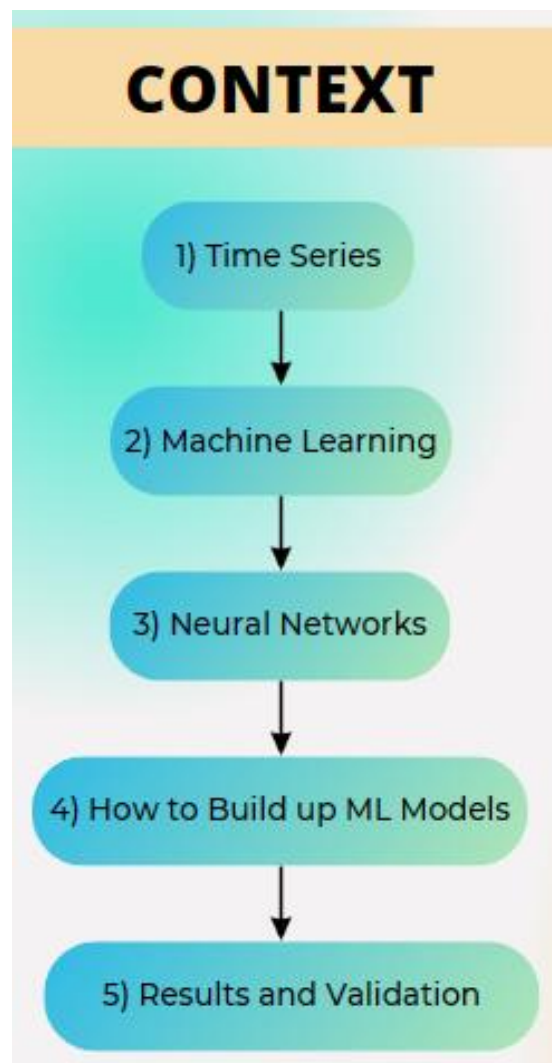 CONTEXT
1) Time Series
2) Machine Learning
3) Neural Networks
4) How to Build up ML Models
5) Results and Validation